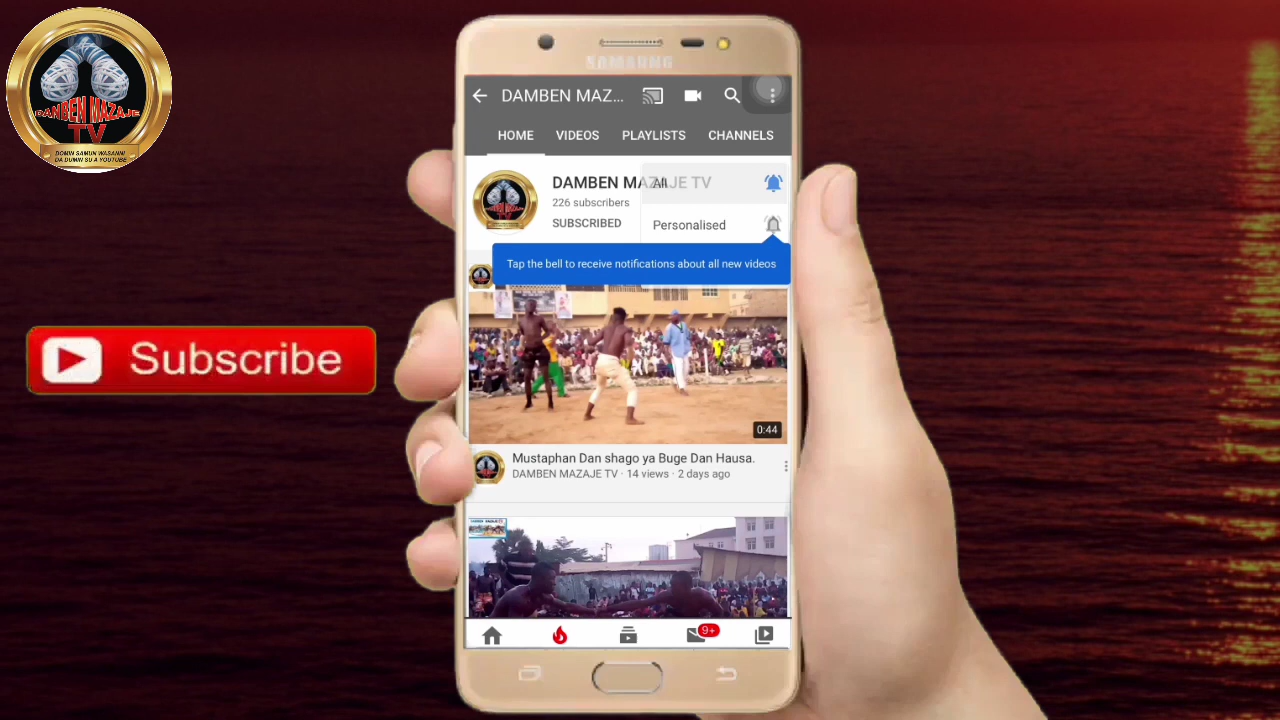 DANBEN MAZAJE
TV
DOMIN SAMUN WASANNI
DA DUMIN SU A YOUTUBE
Subscribe
SAMSUNG
DAMBEN MAZ...
HOME VIDEOS PLAYLISTS CHANNELS
DAMBEN MAZAJE TV
All
226 subscribers
SUBSCRIBED
Personalised
Tap the bell to receive notifications about all new videos
0:44
Mustaphan Dan shago ya Buge Dan Hausa.
DAMBEN MAZAJE TV · 14 views · 2 days ago
9+